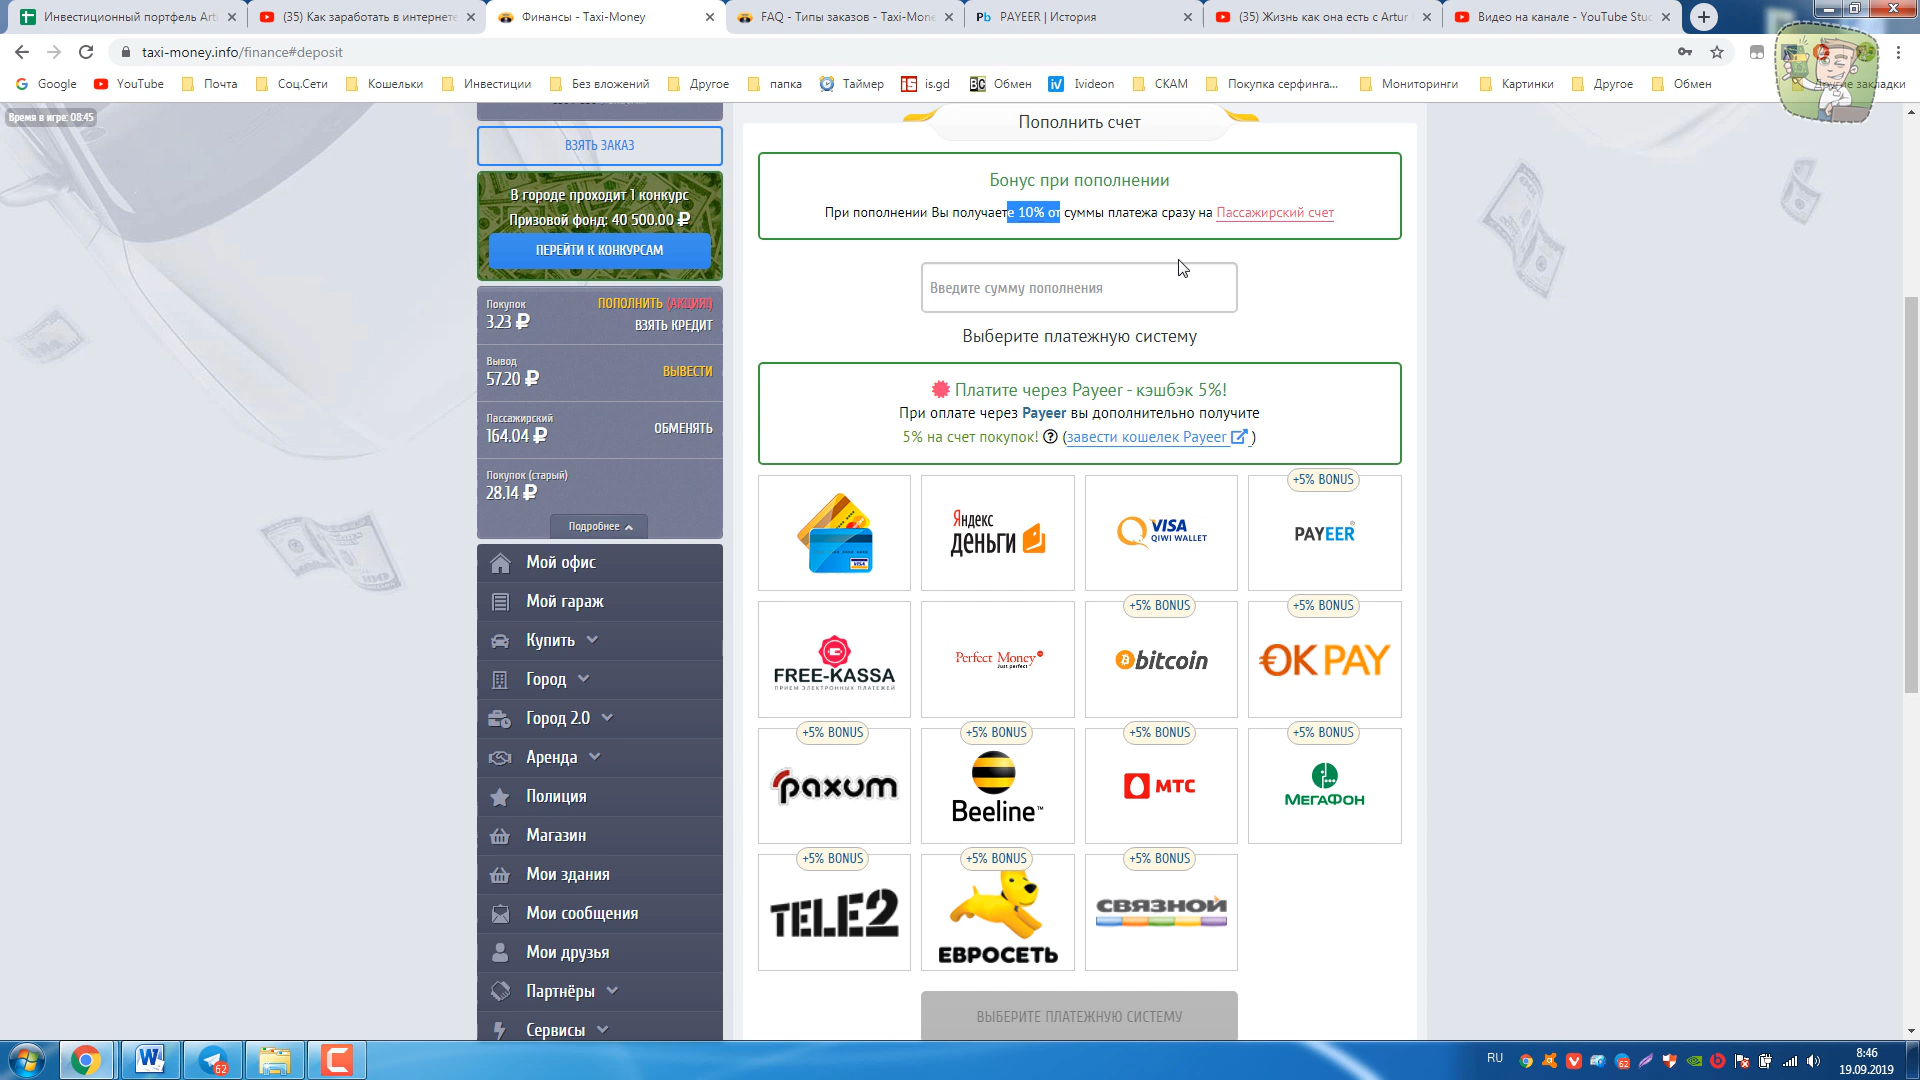 Инвестиционный портфель Art
(35) Как заработать в интернете
Финансы - Taxi-Money
FAQ - Типы заказов - Taxi-Mone
PAYEER | История
(35) Жизнь как она есть с Artur
Видео на канале - YouTube Stu
taxi-money.info/finance#deposit
Google
YouTube
Почта
Соц.Сети
Кошельки
Инвестиции
Без вложений
Другое
папка
Таймер
is.gd
Обмен
Ivideon
СКАМ
Покупка серфинга...
Мониторинги
Картинки
Другое
Обмен
Другие закладки
Время в игре: 08:45
ВЗЯТЬ ЗАКАЗ
В городе проходит 1 конкурс
Призовой фонд: 40 500.00 ₽
ПЕРЕЙТИ К КОНКУРСАМ
Покупок
3.23 ₽
ПОПОЛНИТЬ (АКЦИЯ!)
ВЗЯТЬ КРЕДИТ
Вывод
57.20 ₽
ВЫВЕСТИ
Пассажирский
164.04 ₽
ОБМЕНЯТЬ
Покупок (старый)
28.14 ₽
Подробнее
Мой офис
Мой гараж
Купить
Город
Город 2.0
Аренда
Полиция
Магазин
Мои здания
Мои сообщения
Мои друзья
Партнёры
Сервисы
Пополнить счет
Бонус при пополнении
При пополнении Вы получаете 10% от суммы платежа сразу на Пассажирский счет
Введите сумму пополнения
Выберите платежную систему
Платите через Payeer - кэшбэк 5%!
При оплате через Payeer вы дополнительно получите
5% на счет покупок! (завести кошелек Payeer )
VISA
Яндекс
деньги
VISA
QIWI WALLET
+5% BONUS
PAYEER
FREE-KASSA
ПРИЕМ ЭЛЕКТРОННЫХ ПЛАТЕЖЕЙ
Perfect Money
Just perfect
+5% BONUS
bitcoin
+5% BONUS
OKPAY
+5% BONUS
paxum
+5% BONUS
Beeline™
+5% BONUS
МТС
+5% BONUS
МЕГАФОН
+5% BONUS
TELE2
+5% BONUS
ЕВРОСЕТЬ
+5% BONUS
СВЯЗНОЙ
ВЫБЕРИТЕ ПЛАТЕЖНУЮ СИСТЕМУ
RU
8:46
19.09.2019